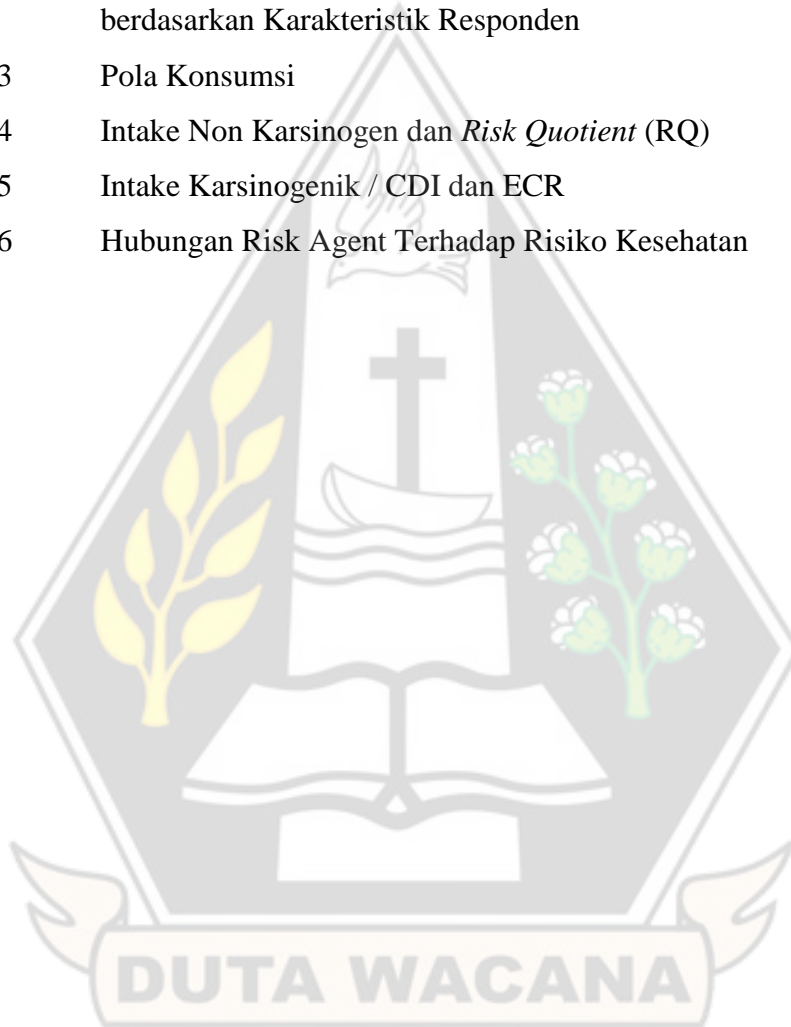 berdasarkan Karakteristik Responden
3 Pola Konsumsi
4 Intake Non Karsinogen dan Risk Quotient (RQ)
5 Intake Karsinogenik / CDI dan ECR
6 Hubungan Risk Agent Terhadap Risiko Kesehatan
DUTA WACANA